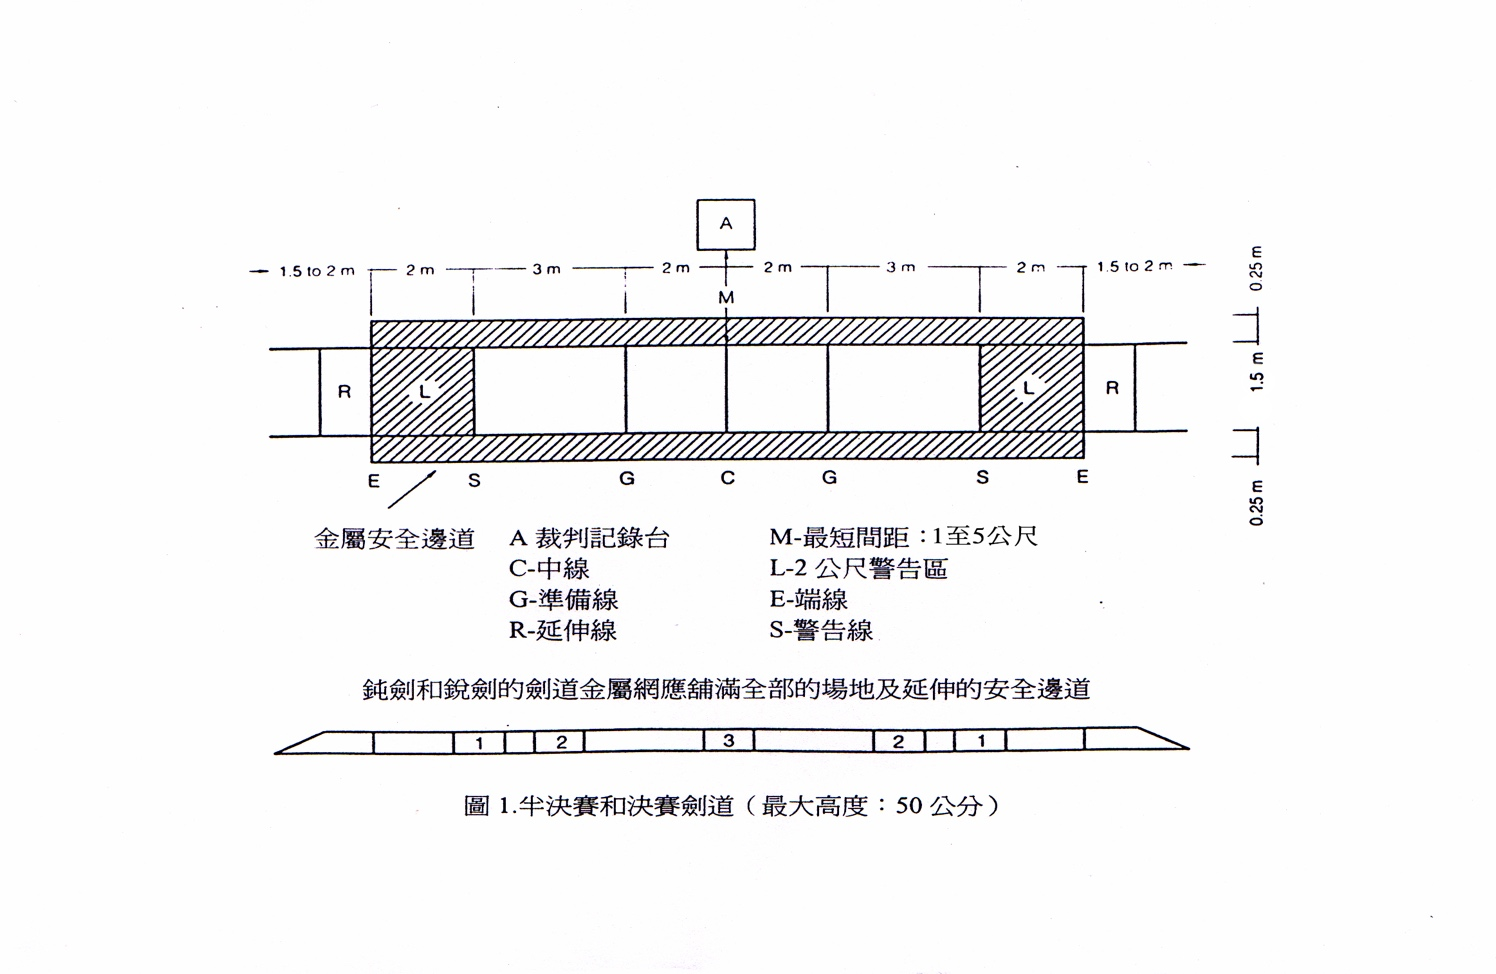 A
1.5 to 2 m 2 m 3 m 2 m 2 m 3 m 2 m 1.5 to 2 m
M
0.25 m
R L L R
1.5 m
E S G C G S E
0.25 m
金屬安全邊道 A 裁判記錄台 M-最短間距：1至5公尺
C-中線 L-2 公尺警告區
G-準備線 E-端線
R-延伸線 S-警告線
鈍劍和銳劍的劍道金屬網應舖滿全部的場地及延伸的安全邊道
1 2 3 2 1
圖 1.半決賽和決賽劍道（最大高度：50 公分）